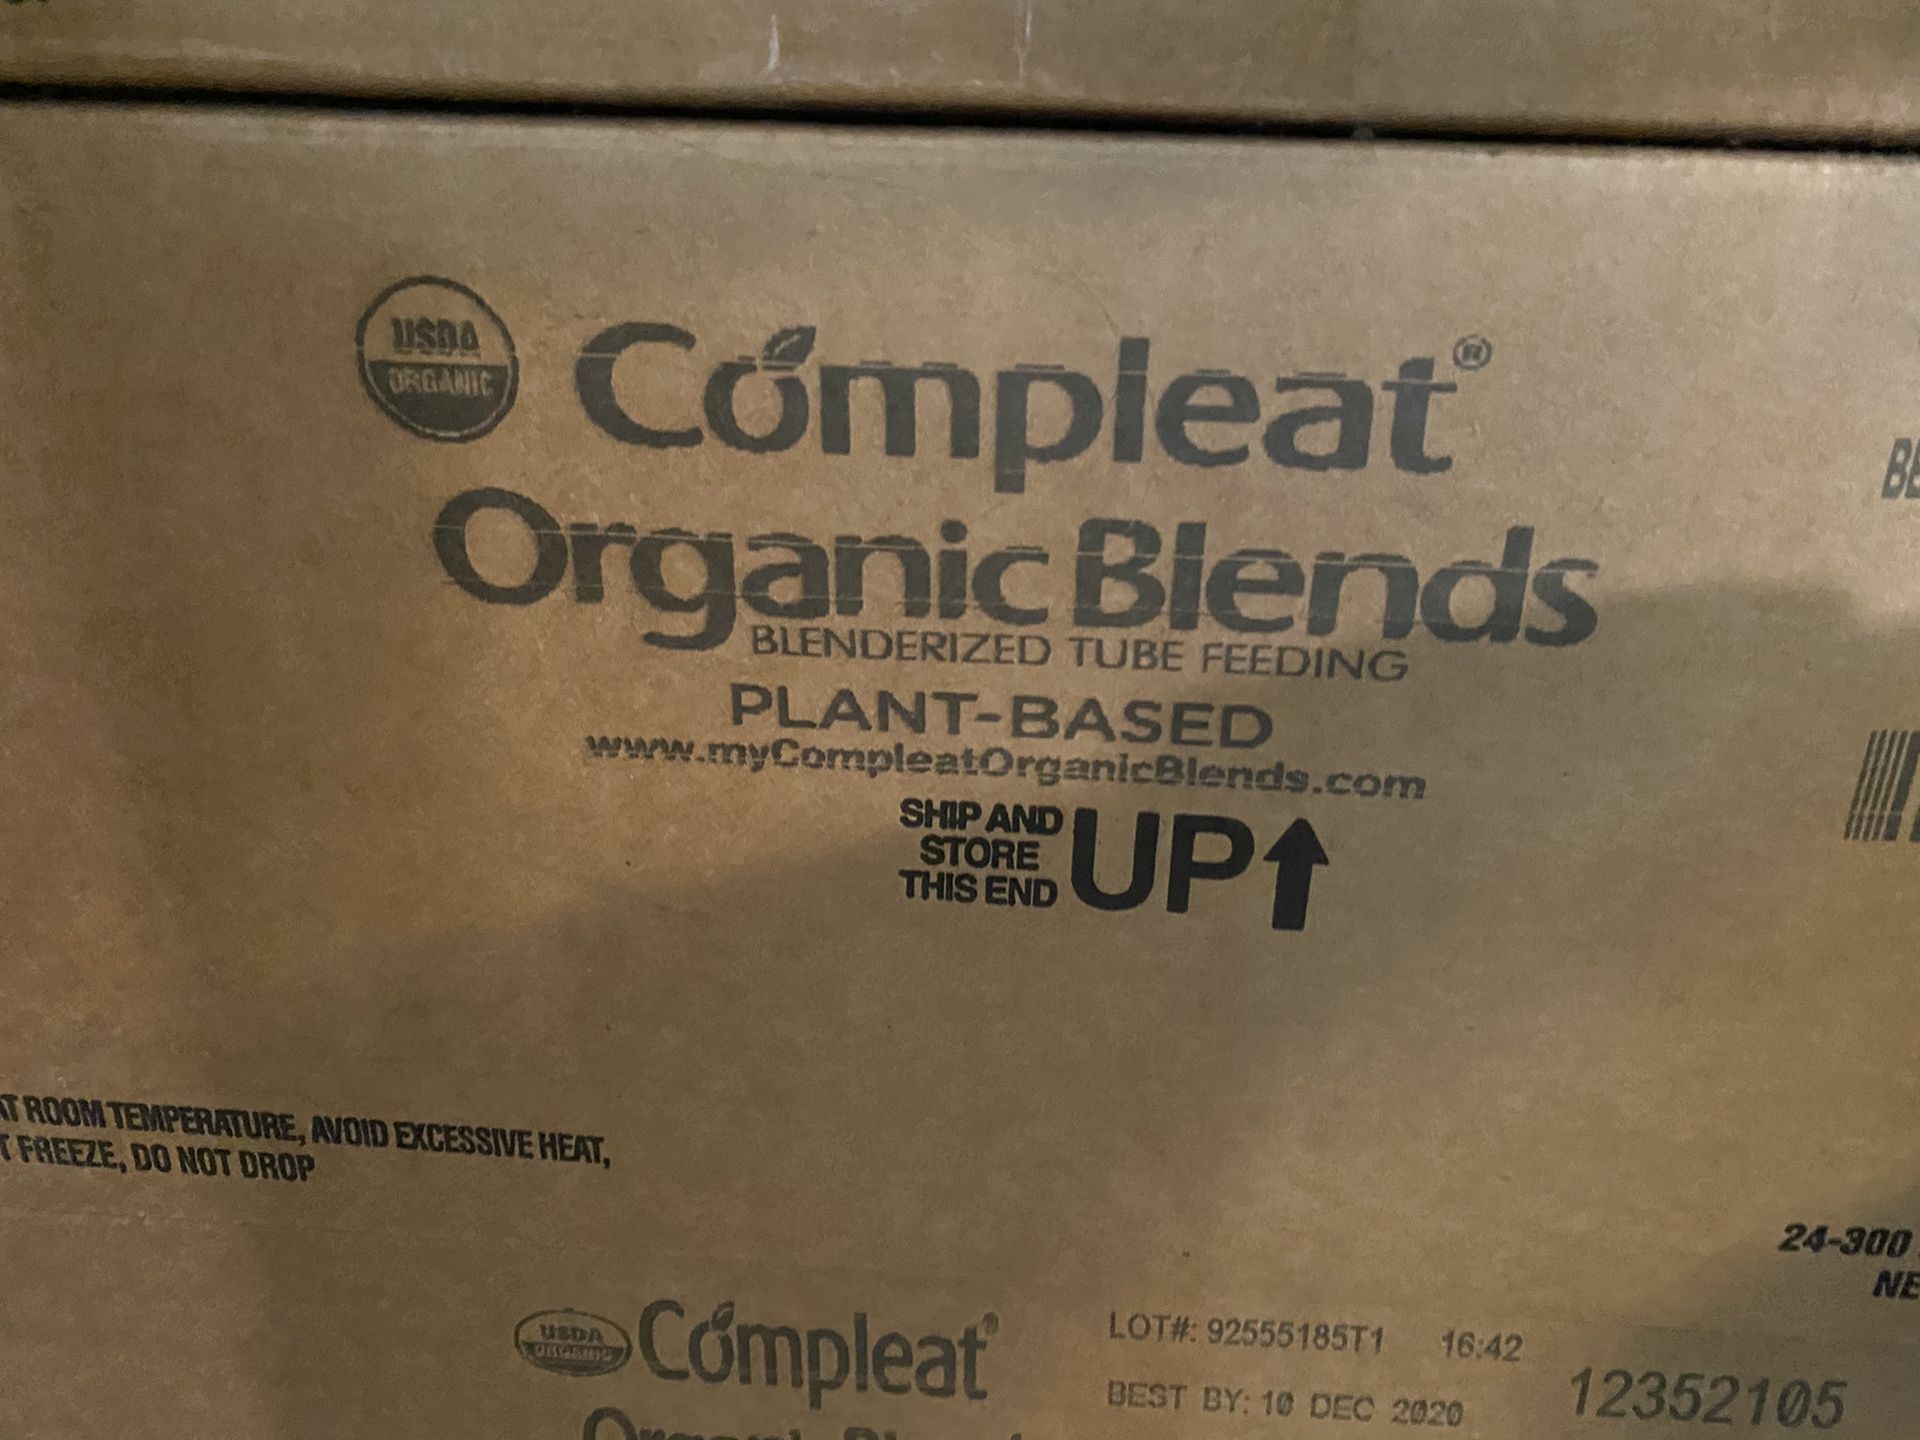 USDA
ORGANIC
Compleat®
Organic Blends
BLENDERIZED TUBE FEEDING
PLANT-BASED
www.myCompleatOrganicBlends.com
SHIP AND
STORE
THIS END
UP
ROOM TEMPERATURE, AVOID EXCESSIVE HEAT,
FREEZE, DO NOT DROP
24-300
USDA
ORGANIC
Compleat®
LOT#: 92555185T1 16:42
BEST BY: 10 DEC 2020
12352105